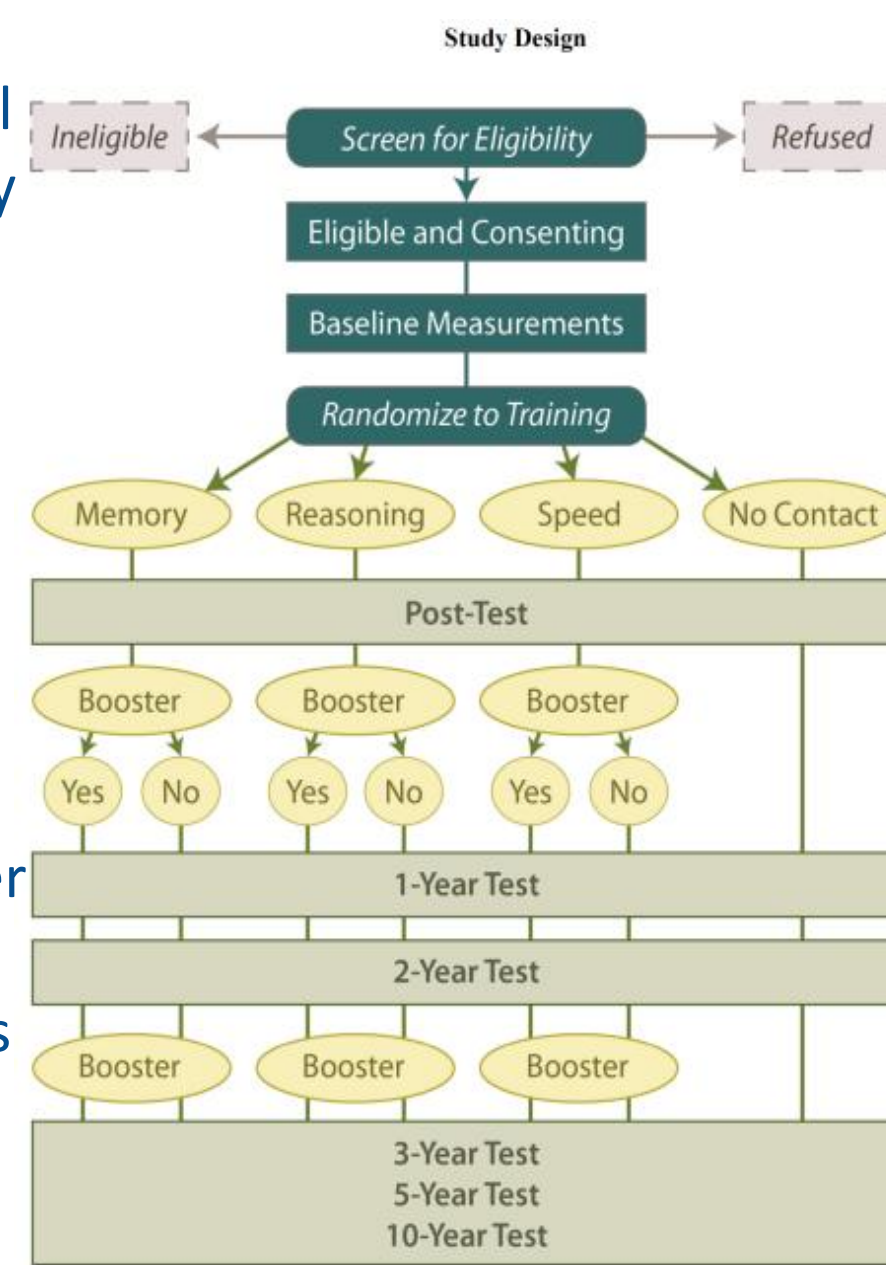 Study Design
Ineligible
Screen for Eligibility
Refused
Eligible and Consenting
Baseline Measurements
Randomize to Training
Memory
Reasoning
Speed
No Contact
Post-Test
Booster
Booster
Booster
Yes
No
Yes
No
Yes
No
1-Year Test
2-Year Test
Booster
Booster
Booster
3-Year Test
5-Year Test
10-Year Test